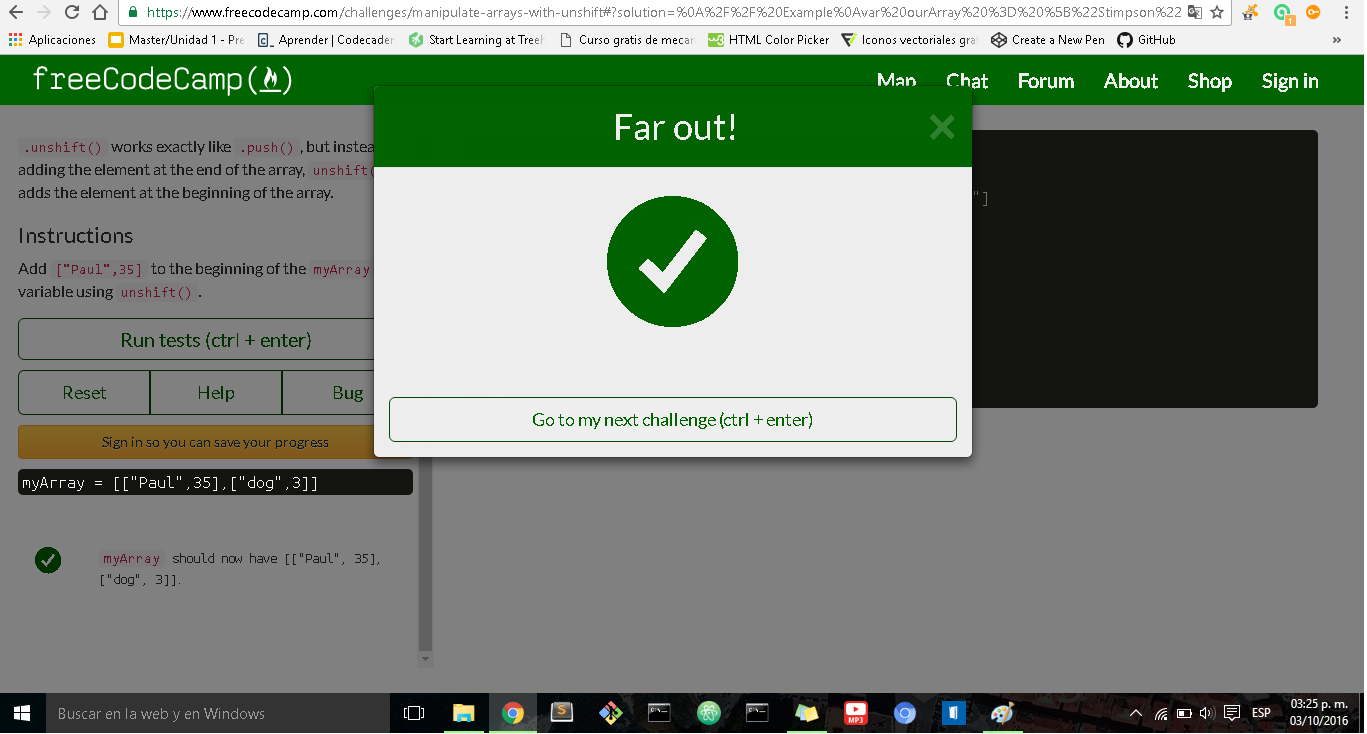 https://www.freecodecamp.com/challenges/manipulate-arrays-with-unshift#?solution=%0A%2F%2F%20Example%0Avar%20ourArray%20%3D%20%5B%22Stimpson%22
Aplicaciones Master/Unidad 1 - Pre Aprender | Codecader Start Learning at Treeh Curso gratis de mecan HTML Color Picker Iconos vectoriales grat Create a New Pen GitHub »
freeCodeCamp Map Chat Forum About Shop Sign in
Far out!
.unshift() works exactly like .push(), but instea
adding the element at the end of the array, unshift(
adds the element at the beginning of the array.
"]
Instructions
Add ["Paul",35] to the beginning of the myArray
variable using unshift().
Run tests (ctrl + enter)
Reset Help Bug
Go to my next challenge (ctrl + enter)
Sign in so you can save your progress
myArray = [["Paul",35],["dog",3]]
myArray should now have [["Paul", 35],
["dog", 3]].
Buscar en la web y en Windows
MP3
ESP
03:25 p. m.
03/10/2016